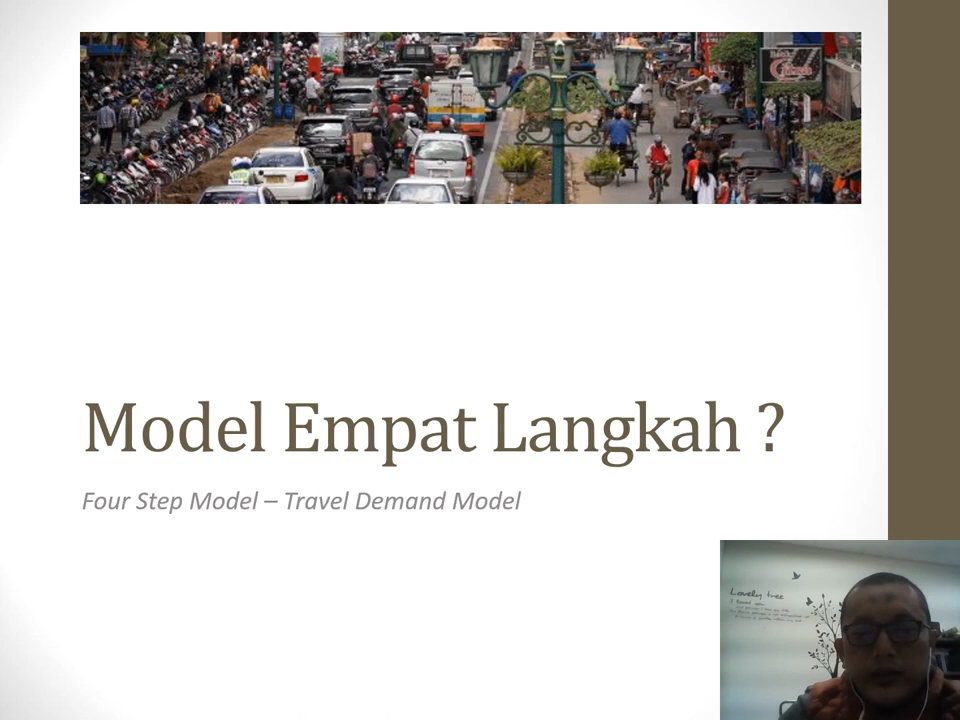 Model Empat Langkah ?
Four Step Model – Travel Demand Model
Lovely tree